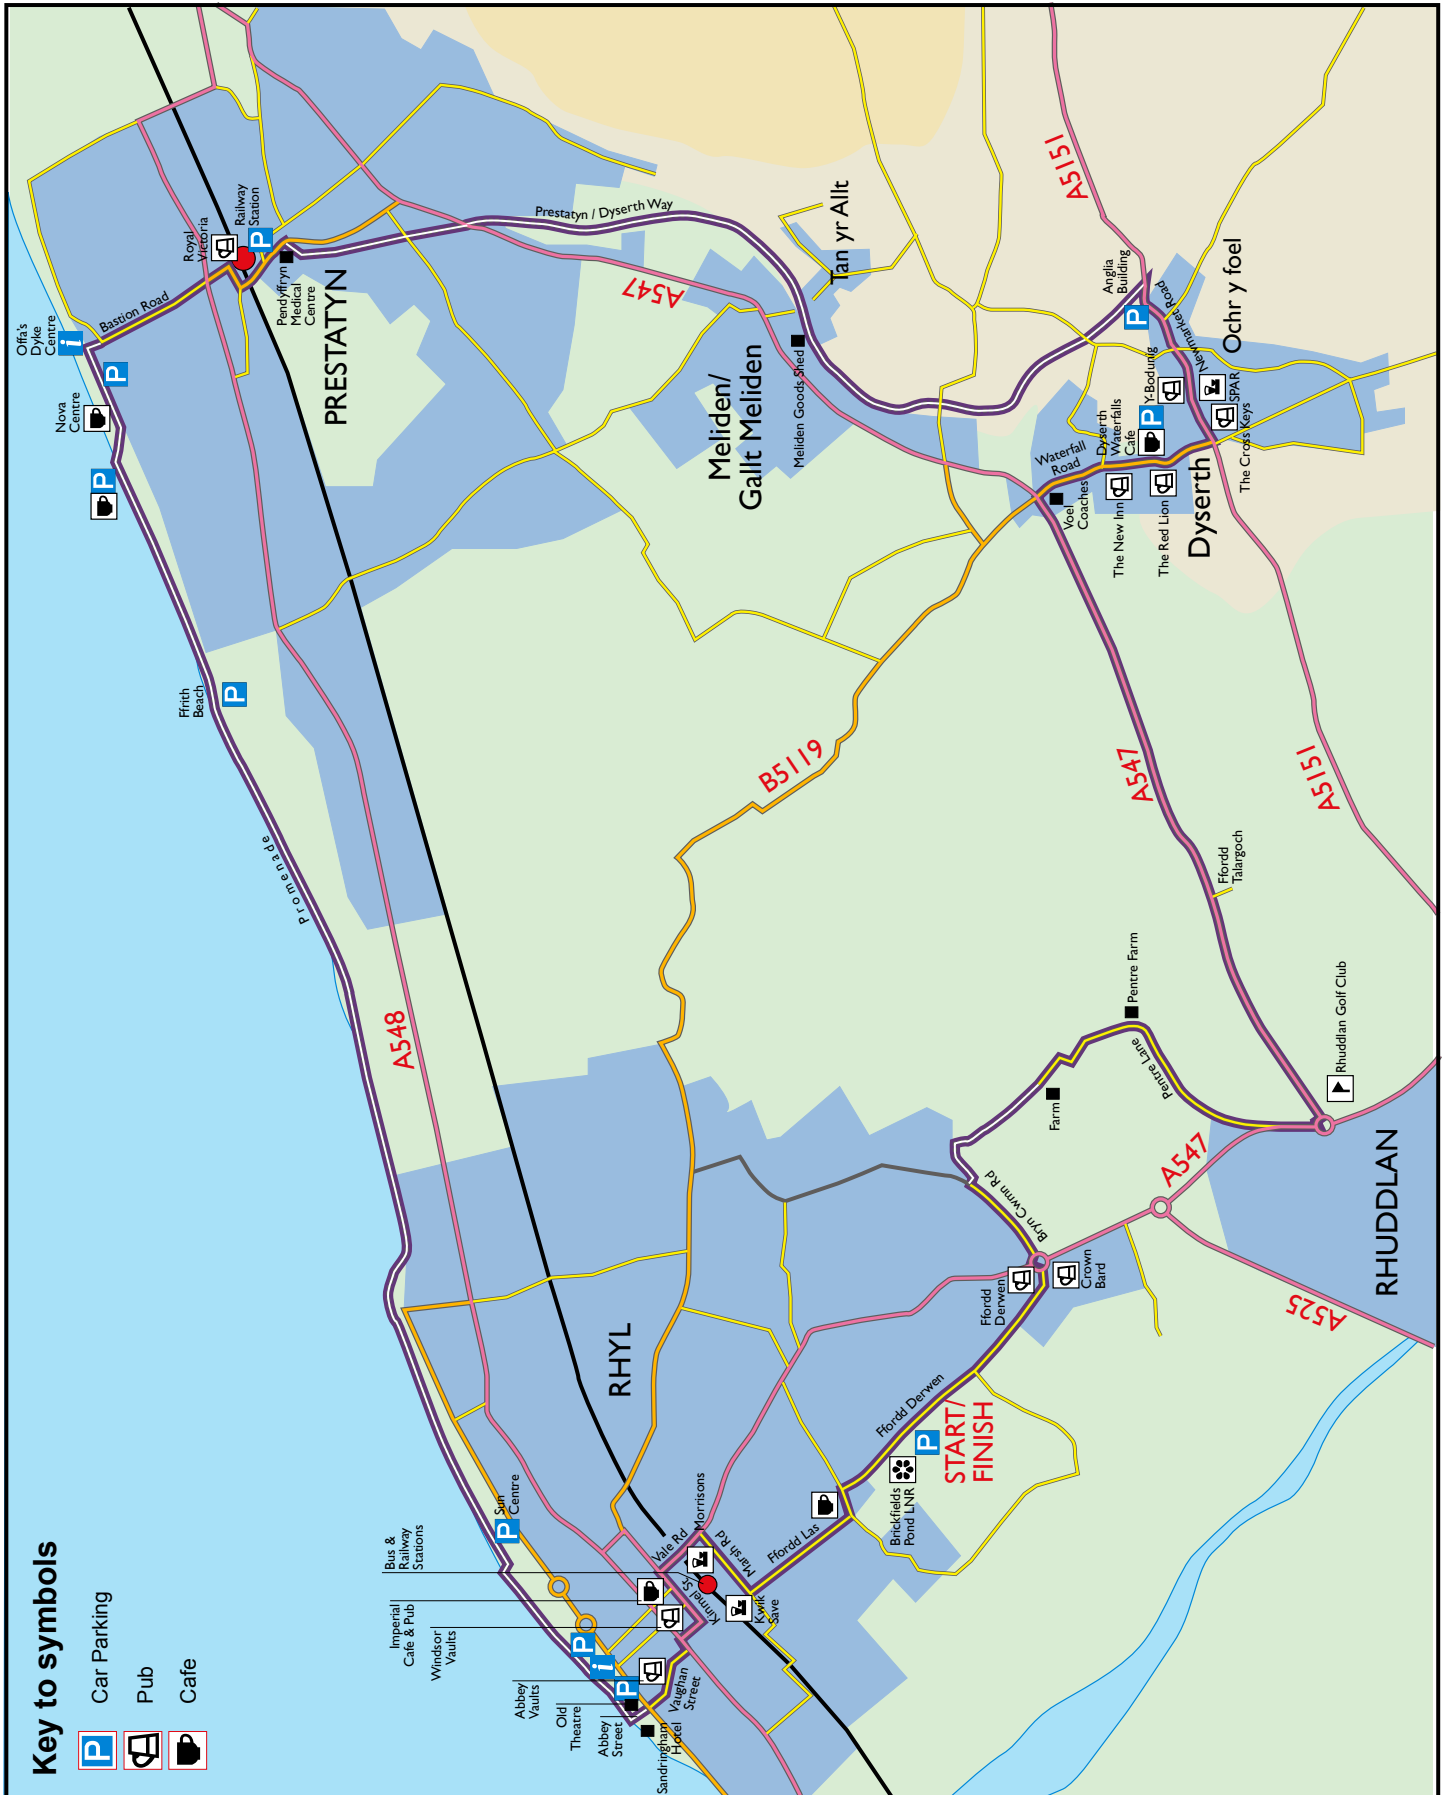 Key to symbols
P
Car Parking
Pub
Cafe
Offa's
Dyke
Centre
i
Bastion Road
P
Nova
Centre
P
Royal
Victoria
Railway
Station
P
Pendyffryn
Medical
Centre
PRESTATYN
Prestatyn / Dyserth Way
A547
Meliden/
Gallt Meliden
Meliden Goods Shed
Tan yr Allt
A5151
Anglia
Building
P
Newmarket Road
Ochr y foel
Y-Bodunig
SPAR
The Cross Keys
P
Dyserth
Waterfalls
Cafe
Waterfall
Road
Voel
Coaches
The New Inn
The Red Lion
Dyserth
Ffrith
Beach
P
Promenade
A548
B5119
A547
A5151
Ffordd
Talargoch
Pentre Farm
Pentre Lane
Farm
Rhuddlan Golf Club
A547
RHUDDLAN
A525
Bryn Cwnin Rd
Crown
Bard
Ffordd
Derwen
Ffordd Derwen
START/
FINISH
P
Brickfields
Pond LNR
RHYL
Sun
Centre
P
Bus &
Railway
Stations
Imperial
Cafe & Pub
Windsor
Vaults
Abbey
Vaults
Old
Theatre
Abbey
Street
Sandringham
Hotel
P
i
P
Vaughan
Street
Kinmel St
Vale Rd
Morrisons
Marsh Rd
Ffordd Las
Kwik
Save